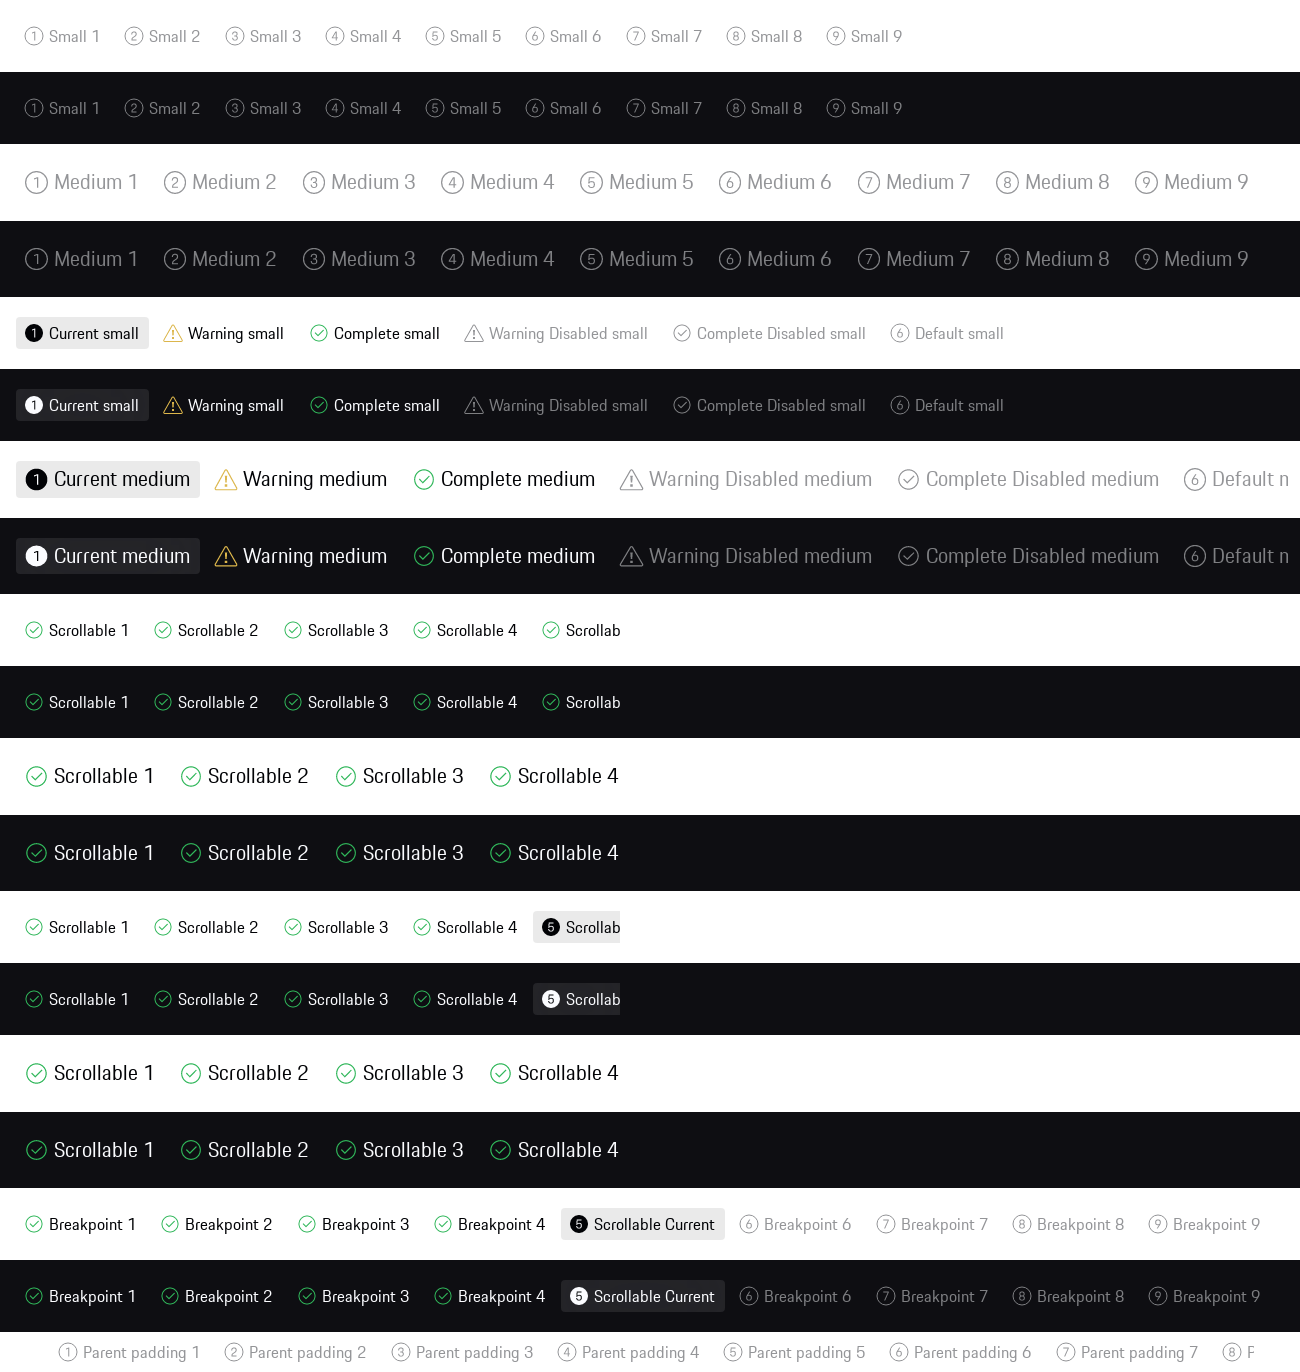 1 Small 1 2 Small 2 3 Small 3 4 Small 4 5 Small 5 6 Small 6 7 Small 7 8 Small 8 9 Small 9
1 Small 1 2 Small 2 3 Small 3 4 Small 4 5 Small 5 6 Small 6 7 Small 7 8 Small 8 9 Small 9
1 Medium 1 2 Medium 2 3 Medium 3 4 Medium 4 5 Medium 5 6 Medium 6 7 Medium 7 8 Medium 8 9 Medium 9
1 Medium 1 2 Medium 2 3 Medium 3 4 Medium 4 5 Medium 5 6 Medium 6 7 Medium 7 8 Medium 8 9 Medium 9
1 Current small Warning small Complete small Warning Disabled small Complete Disabled small 6 Default small
1 Current small Warning small Complete small Warning Disabled small Complete Disabled small 6 Default small
1 Current medium Warning medium Complete medium Warning Disabled medium Complete Disabled medium 6 Default
1 Current medium Warning medium Complete medium Warning Disabled medium Complete Disabled medium 6 Default
Scrollable 1 Scrollable 2 Scrollable 3 Scrollable 4 Scrollab
Scrollable 1 Scrollable 2 Scrollable 3 Scrollable 4 Scrollab
Scrollable 1 Scrollable 2 Scrollable 3 Scrollable 4
Scrollable 1 Scrollable 2 Scrollable 3 Scrollable 4
Scrollable 1 Scrollable 2 Scrollable 3 Scrollable 4 5 Scrollab
Scrollable 1 Scrollable 2 Scrollable 3 Scrollable 4 5 Scrollab
Scrollable 1 Scrollable 2 Scrollable 3 Scrollable 4
Scrollable 1 Scrollable 2 Scrollable 3 Scrollable 4
Breakpoint 1 Breakpoint 2 Breakpoint 3 Breakpoint 4 5 Scrollable Current 6 Breakpoint 6 7 Breakpoint 7 8 Breakpoint 8 9 Breakpoint 9
Breakpoint 1 Breakpoint 2 Breakpoint 3 Breakpoint 4 5 Scrollable Current 6 Breakpoint 6 7 Breakpoint 7 8 Breakpoint 8 9 Breakpoint 9
1 Parent padding 1 2 Parent padding 2 3 Parent padding 3 4 Parent padding 4 5 Parent padding 5 6 Parent padding 6 7 Parent padding 7 8